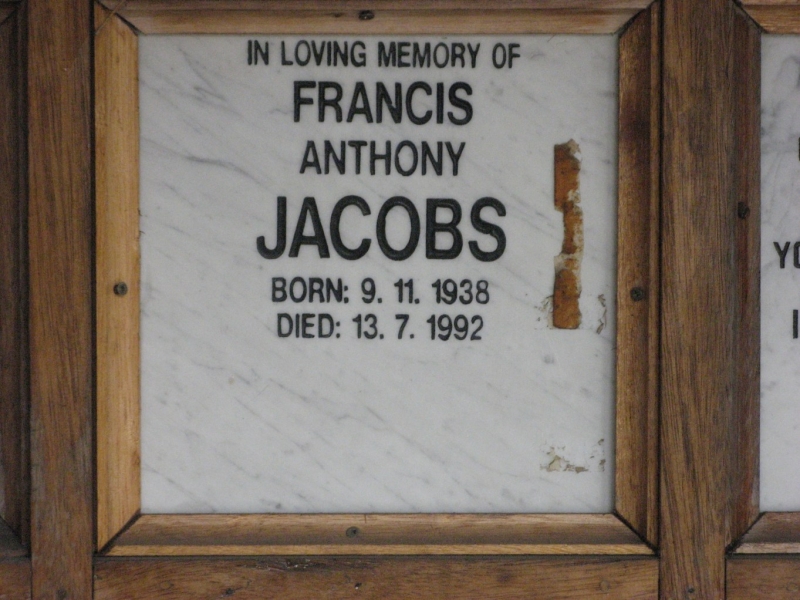 IN LOVING MEMORY OF
FRANCIS
ANTHONY
JACOBS
BORN: 9. 11. 1938
DIED: 13. 7. 1992